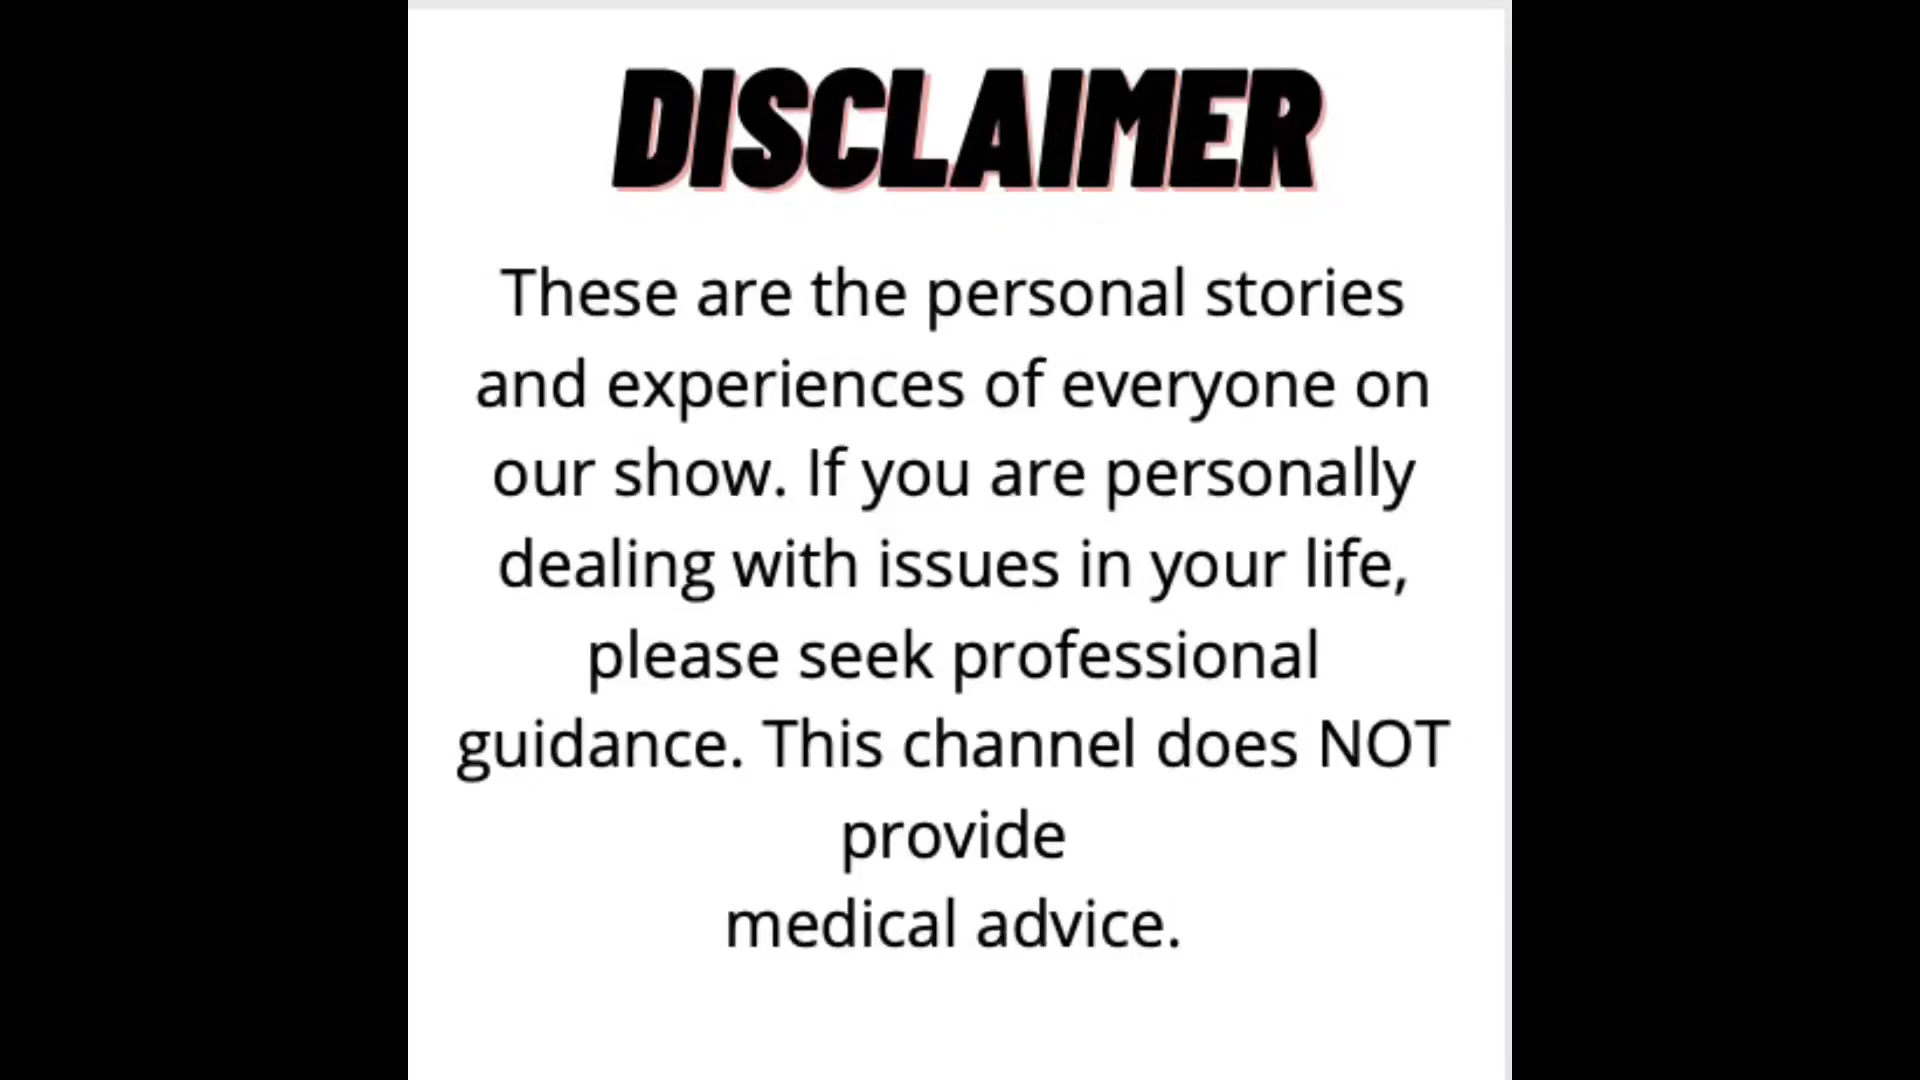 DISCLAIMER
These are the personal stories
and experiences of everyone on
our show. If you are personally
dealing with issues in your life,
please seek professional
guidance. This channel does NOT
provide
medical advice.